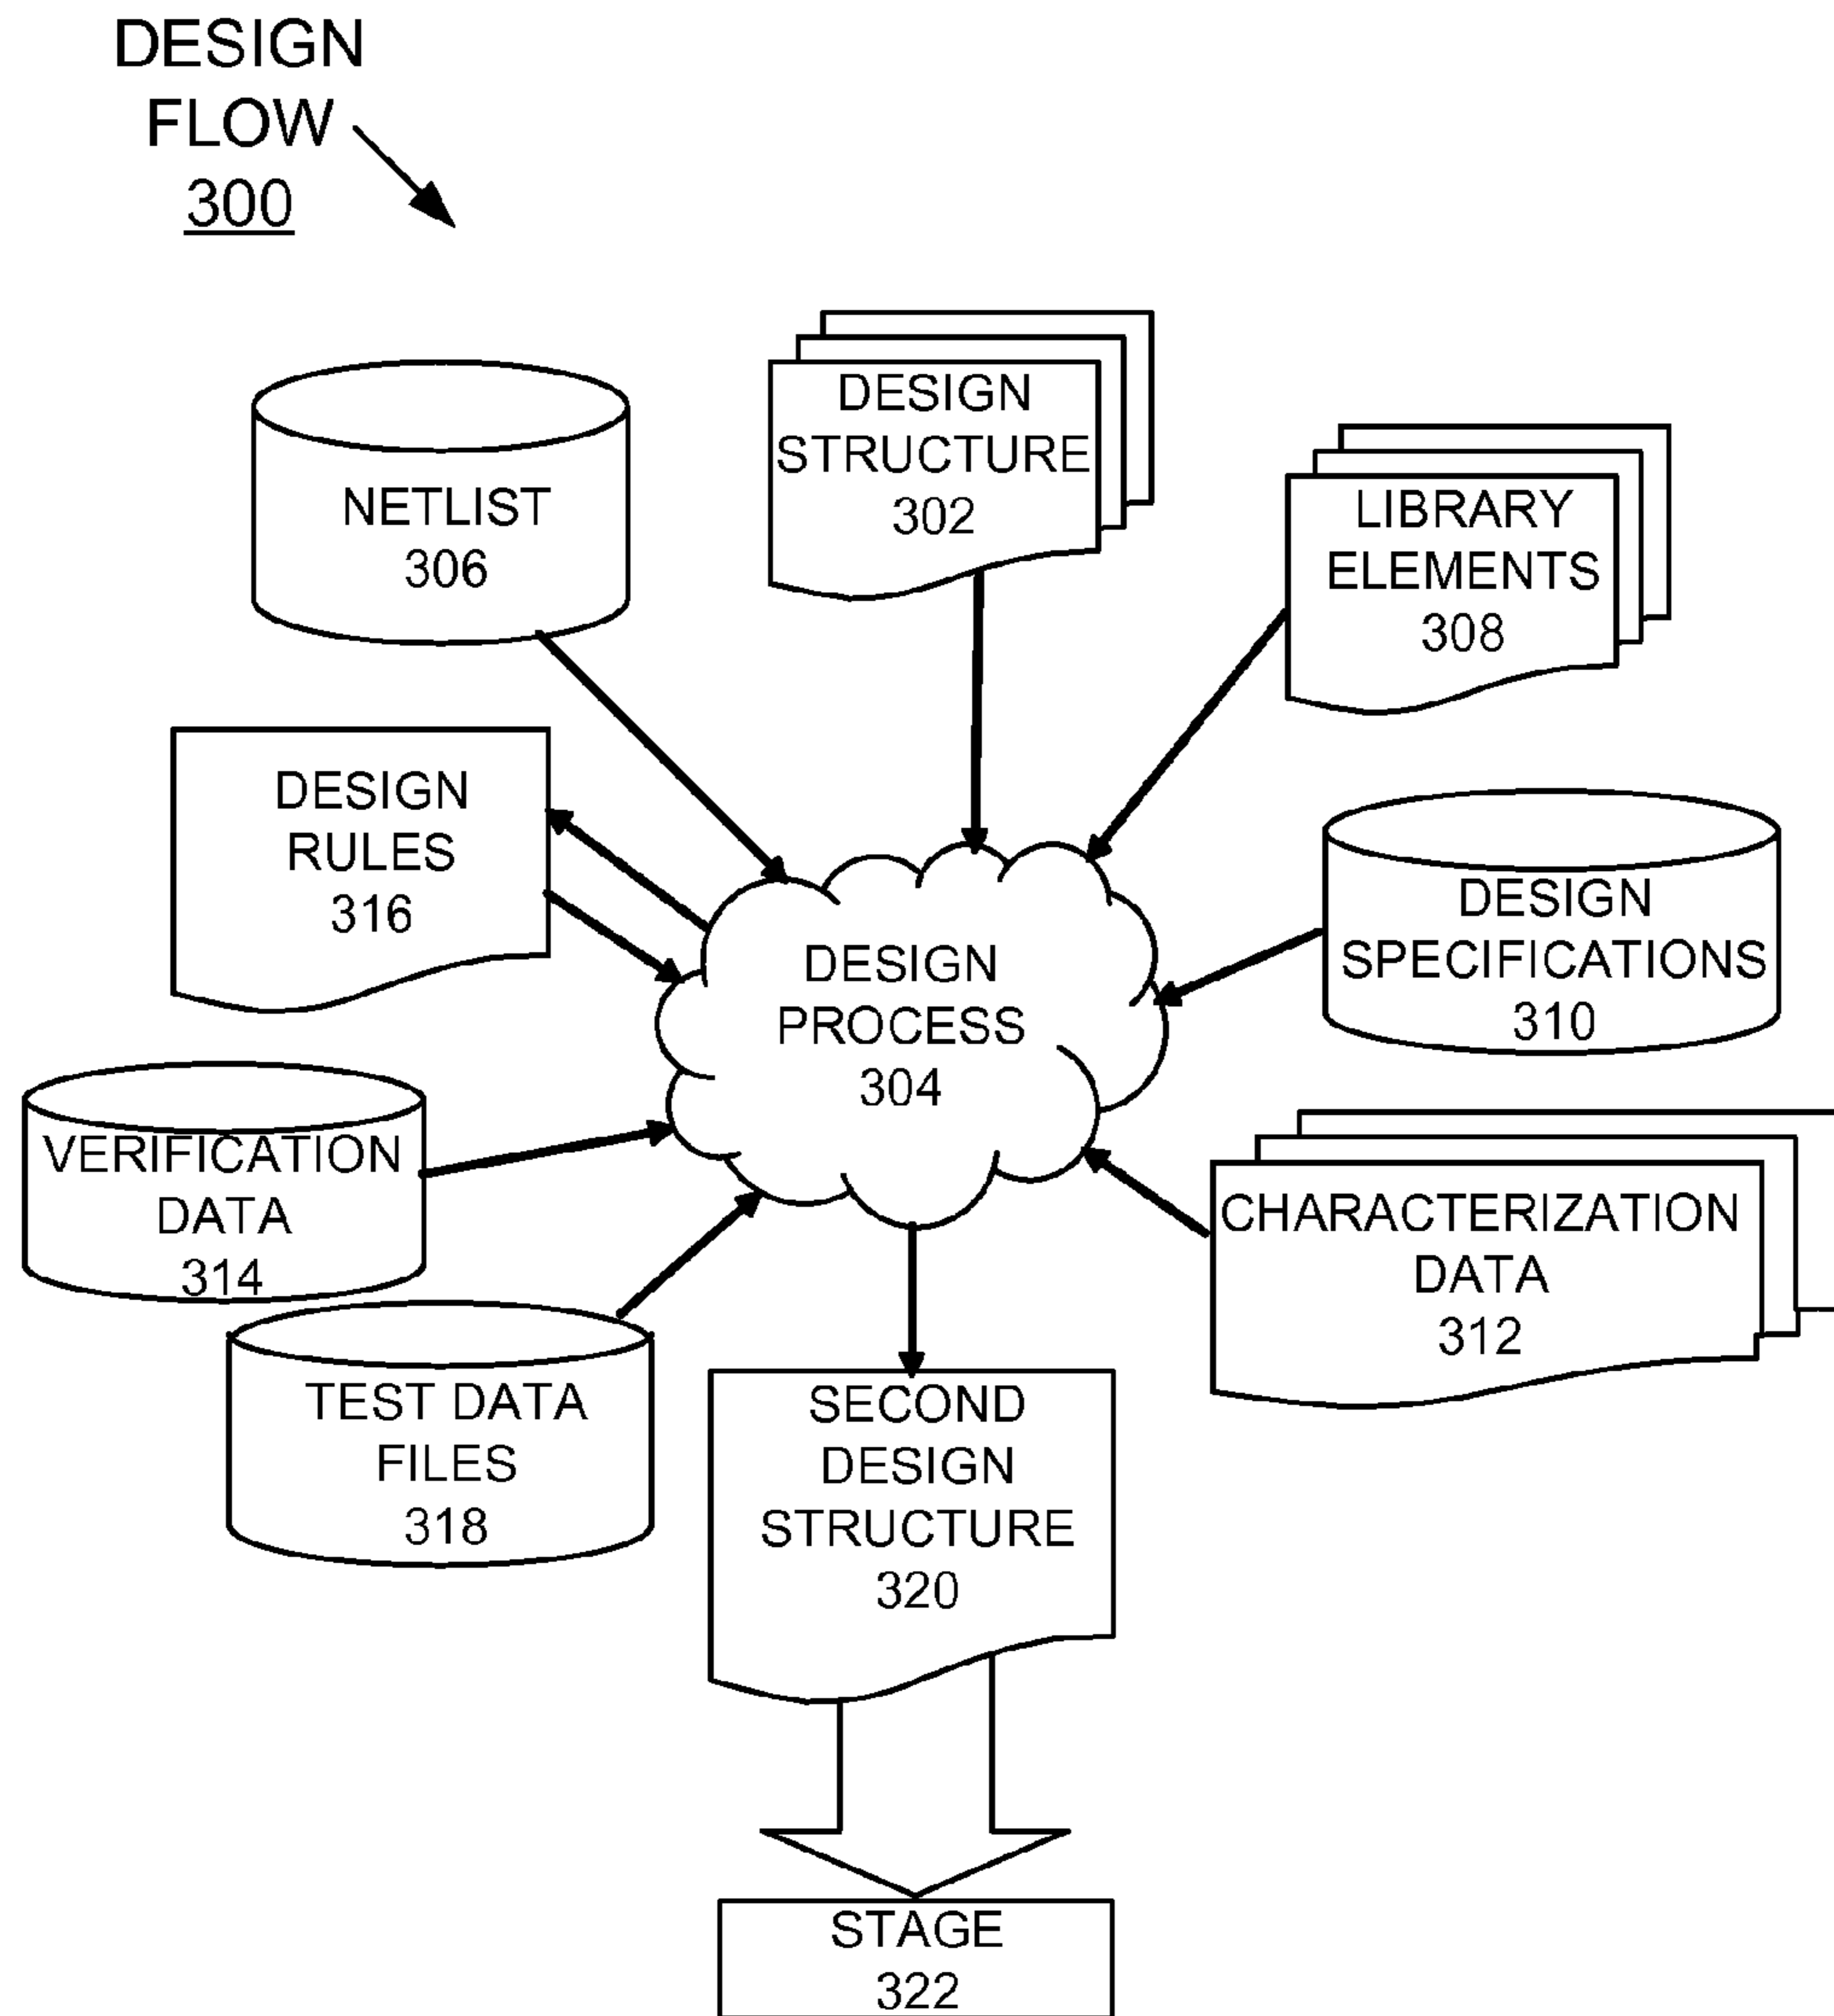 DESIGN
FLOW
300
DESIGN
STRUCTURE
302
NETLIST
306
LIBRARY
ELEMENTS
308
DESIGN
RULES
316
DESIGN
SPECIFICATIONS
310
DESIGN
PROCESS
304
VERIFICATION
DATA
314
CHARACTERIZATION
DATA
312
TEST DATA
FILES
318
SECOND
DESIGN
STRUCTURE
320
STAGE
322